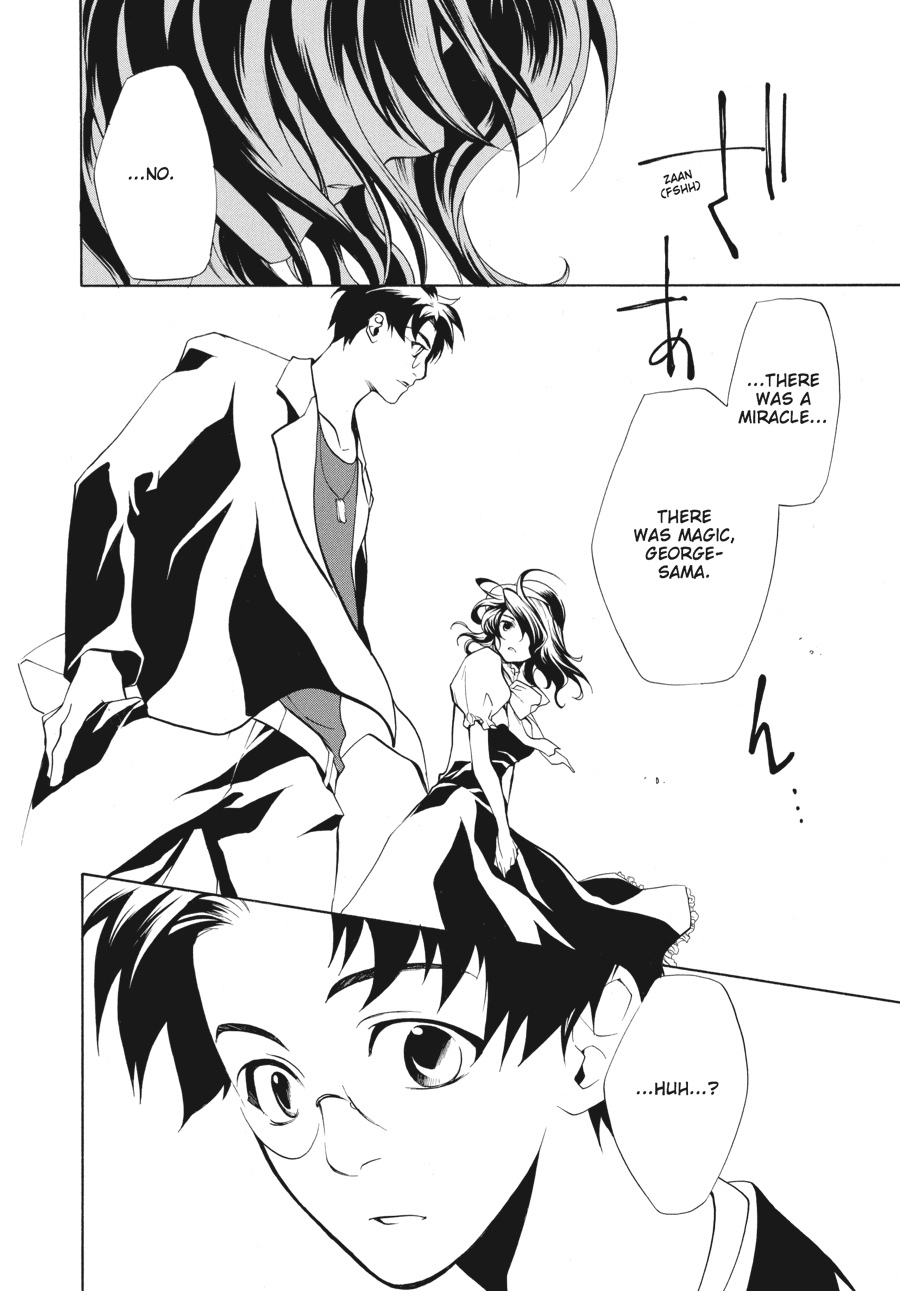 ...NO.
ざ
ZAAN
(FSHH)
あ
...THERE
WAS A
MIRACLE...
THERE
WAS MAGIC,
GEORGE-
SAMA.
ん
...HUH...?